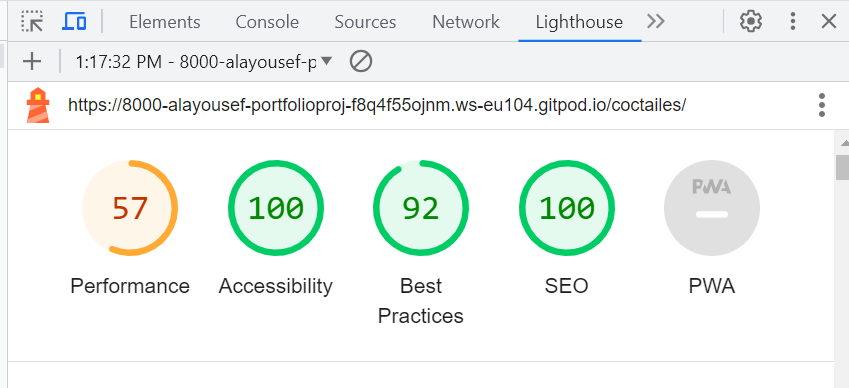 Elements Console Sources Network Lighthouse
1:17:32 PM - 8000-alayousef-p
https://8000-alayousef-portfolioproj-f8q4f55ojnm.ws-eu104.gitpod.io/coctailes/
57 100 92 100 PWA
Performance Accessibility Best SEO PWA
Practices